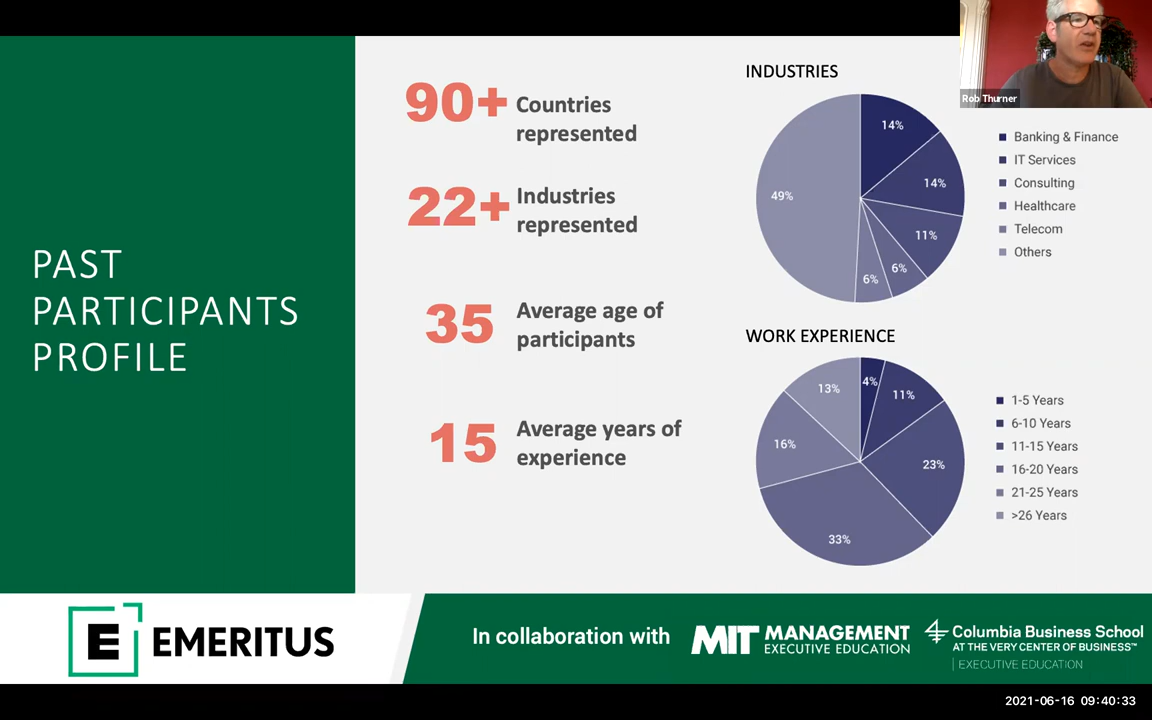 PAST
PARTICIPANTS
PROFILE
90+
Countries
represented
22+
Industries
represented
35
Average age of
participants
15
Average years of
experience
INDUSTRIES
14%
14%
11%
6%
6%
49%
Banking & Finance
IT Services
Consulting
Healthcare
Telecom
Others
WORK EXPERIENCE
4%
11%
23%
33%
16%
13%
1-5 Years
6-10 Years
11-15 Years
16-20 Years
21-25 Years
>26 Years
Rob Thurner
E EMERITUS
In collaboration with
MIT MANAGEMENT
EXECUTIVE EDUCATION
Columbia Business School
AT THE VERY CENTER OF BUSINESS™
EXECUTIVE EDUCATION
2021-06-16 09:40:33